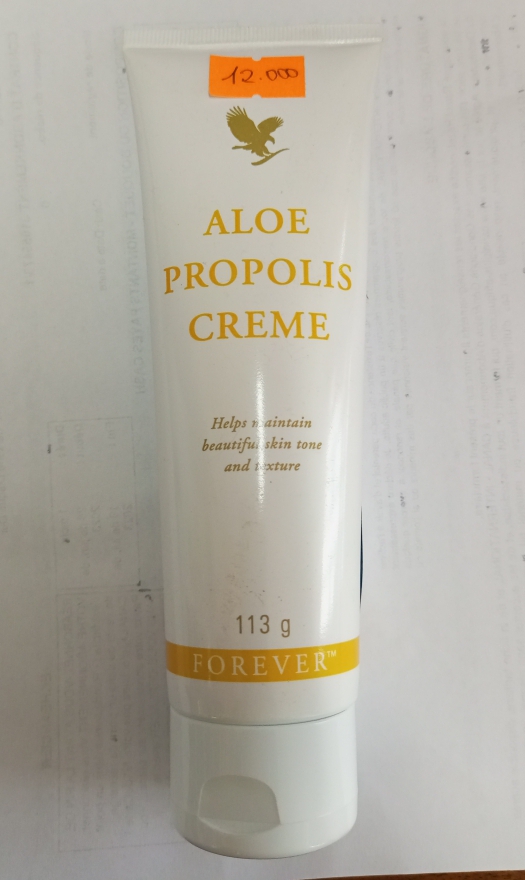 12.000
ALOE
PROPOLIS
CREME
Helps maintain
beautiful skin tone
and texture
113 g
FOREVER™